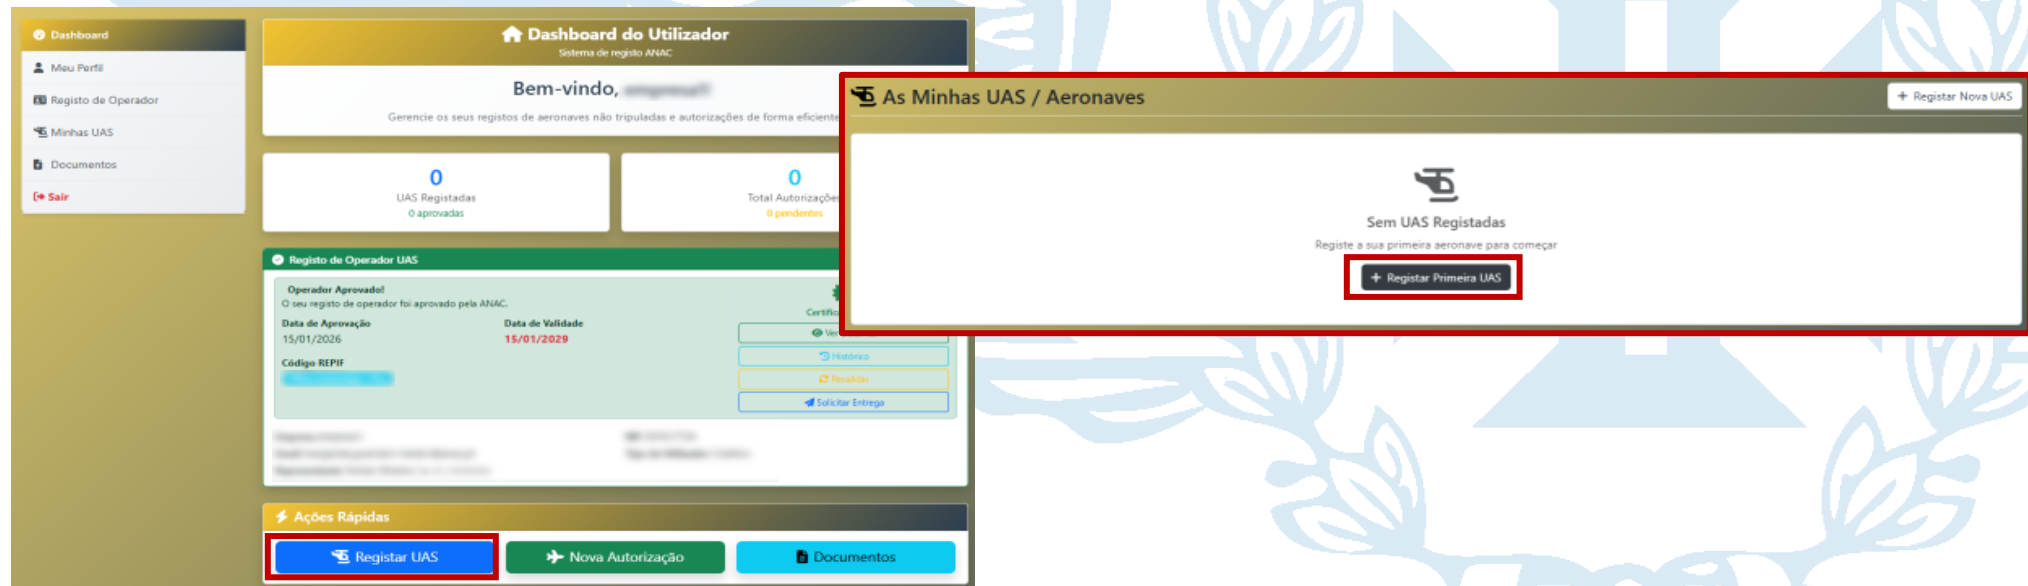 Dashboard
Meu Perfil
Registo de Operador
Minhas UAS
Documentos
Sair
Dashboard do Utilizador
Sistema de registo ANAC
Bem-vindo,
Gerencie os seus registos de aeronaves não tripuladas e autorizações de forma eficiente
0
UAS Registadas
0 aprovadas
0
Total Autorizações
0 pendentes
Registo de Operador UAS
Operador Aprovado!
O seu registo de operador foi aprovado pela ANAC.
Data de Aprovação
15/01/2026
Data de Validade
15/01/2029
Código REPIF
Ver
Histórico
Revalidar
Solicitar Entrega
Ações Rápidas
Registar UAS
Nova Autorização
Documentos
As Minhas UAS / Aeronaves
+ Registar Nova UAS
Sem UAS Registadas
Registe a sua primeira aeronave para começar
+ Registar Primeira UAS